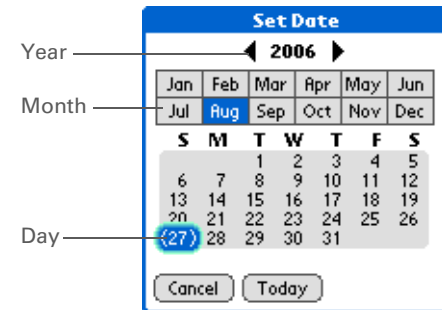 Set Date
Year
2006
Jan Feb Mar Apr May Jun
Month
Jul Aug Sep Oct Nov Dec
S M T W T F S
1 2 3 4 5
6 7 8 9 10 11 12
13 14 15 16 17 18 19
20 21 22 23 24 25 26
Day
(27) 28 29 30 31
Cancel Today